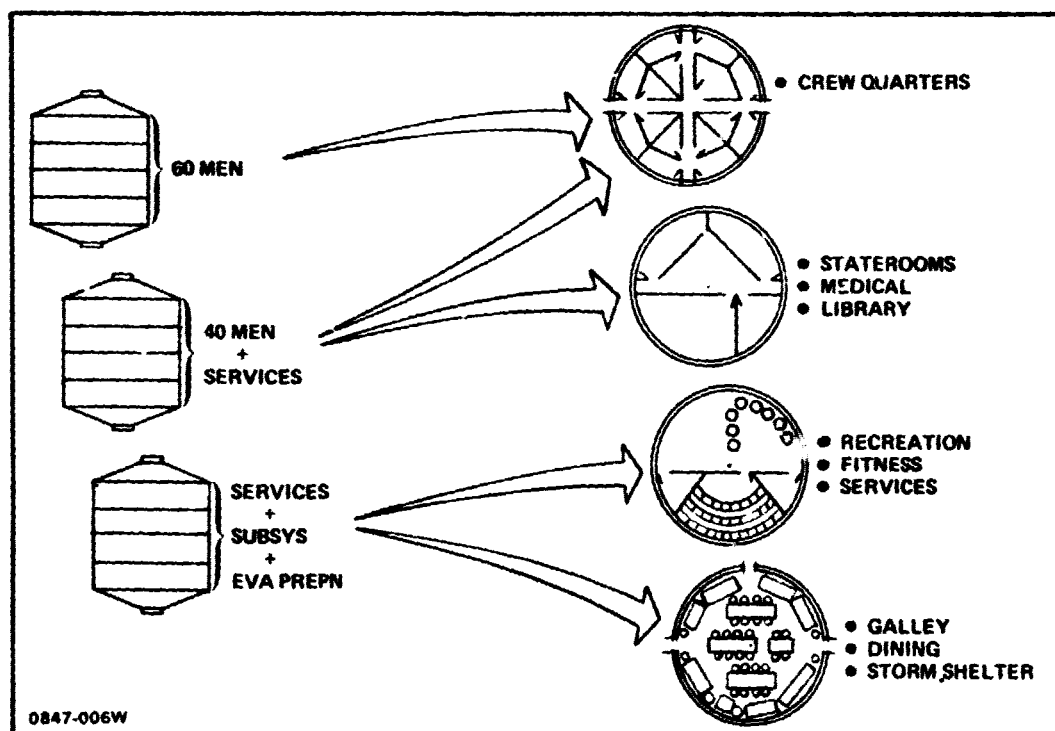 60 MEN
40 MEN
+
SERVICES
SERVICES
+
SUBSYS
+
EVA PREPN
● CREW QUARTERS
● STATEROOMS
● MEDICAL
● LIBRARY
● RECREATION
● FITNESS
● SERVICES
● GALLEY
● DINING
● STORM SHELTER
0847-006W